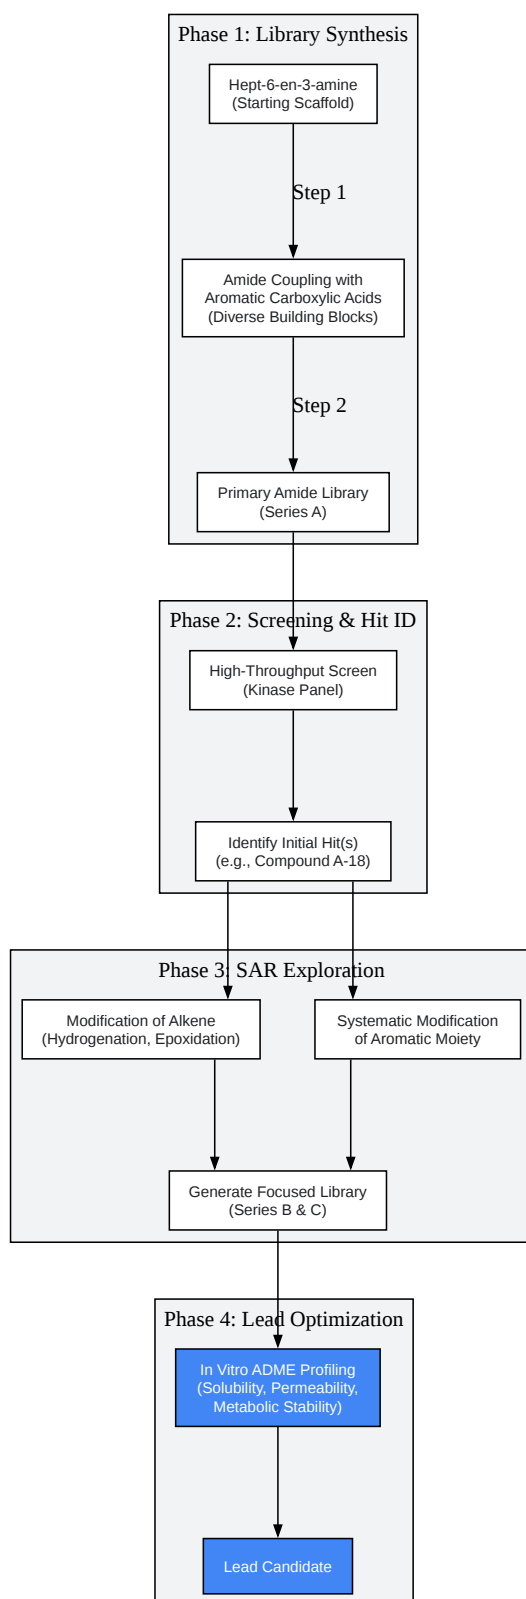 Phase 1: Library Synthesis
Hept-6-en-3-amine
(Starting Scaffold)
Step 1
Amide Coupling with
Aromatic Carboxylic Acids
(Diverse Building Blocks)
Step 2
Primary Amide Library
(Series A)
Phase 2: Screening & Hit ID
High-Throughput Screen
(Kinase Panel)
Identify Initial Hit(s)
(e.g., Compound A-18)
Phase 3: SAR Exploration
Modification of Alkene
(Hydrogenation, Epoxidation)
Systematic Modification
of Aromatic Moiety
Generate Focused Library
(Series B & C)
Phase 4: Lead Optimization
In Vitro ADME Profiling
(Solubility, Permeability,
Metabolic Stability)
Lead Candidate